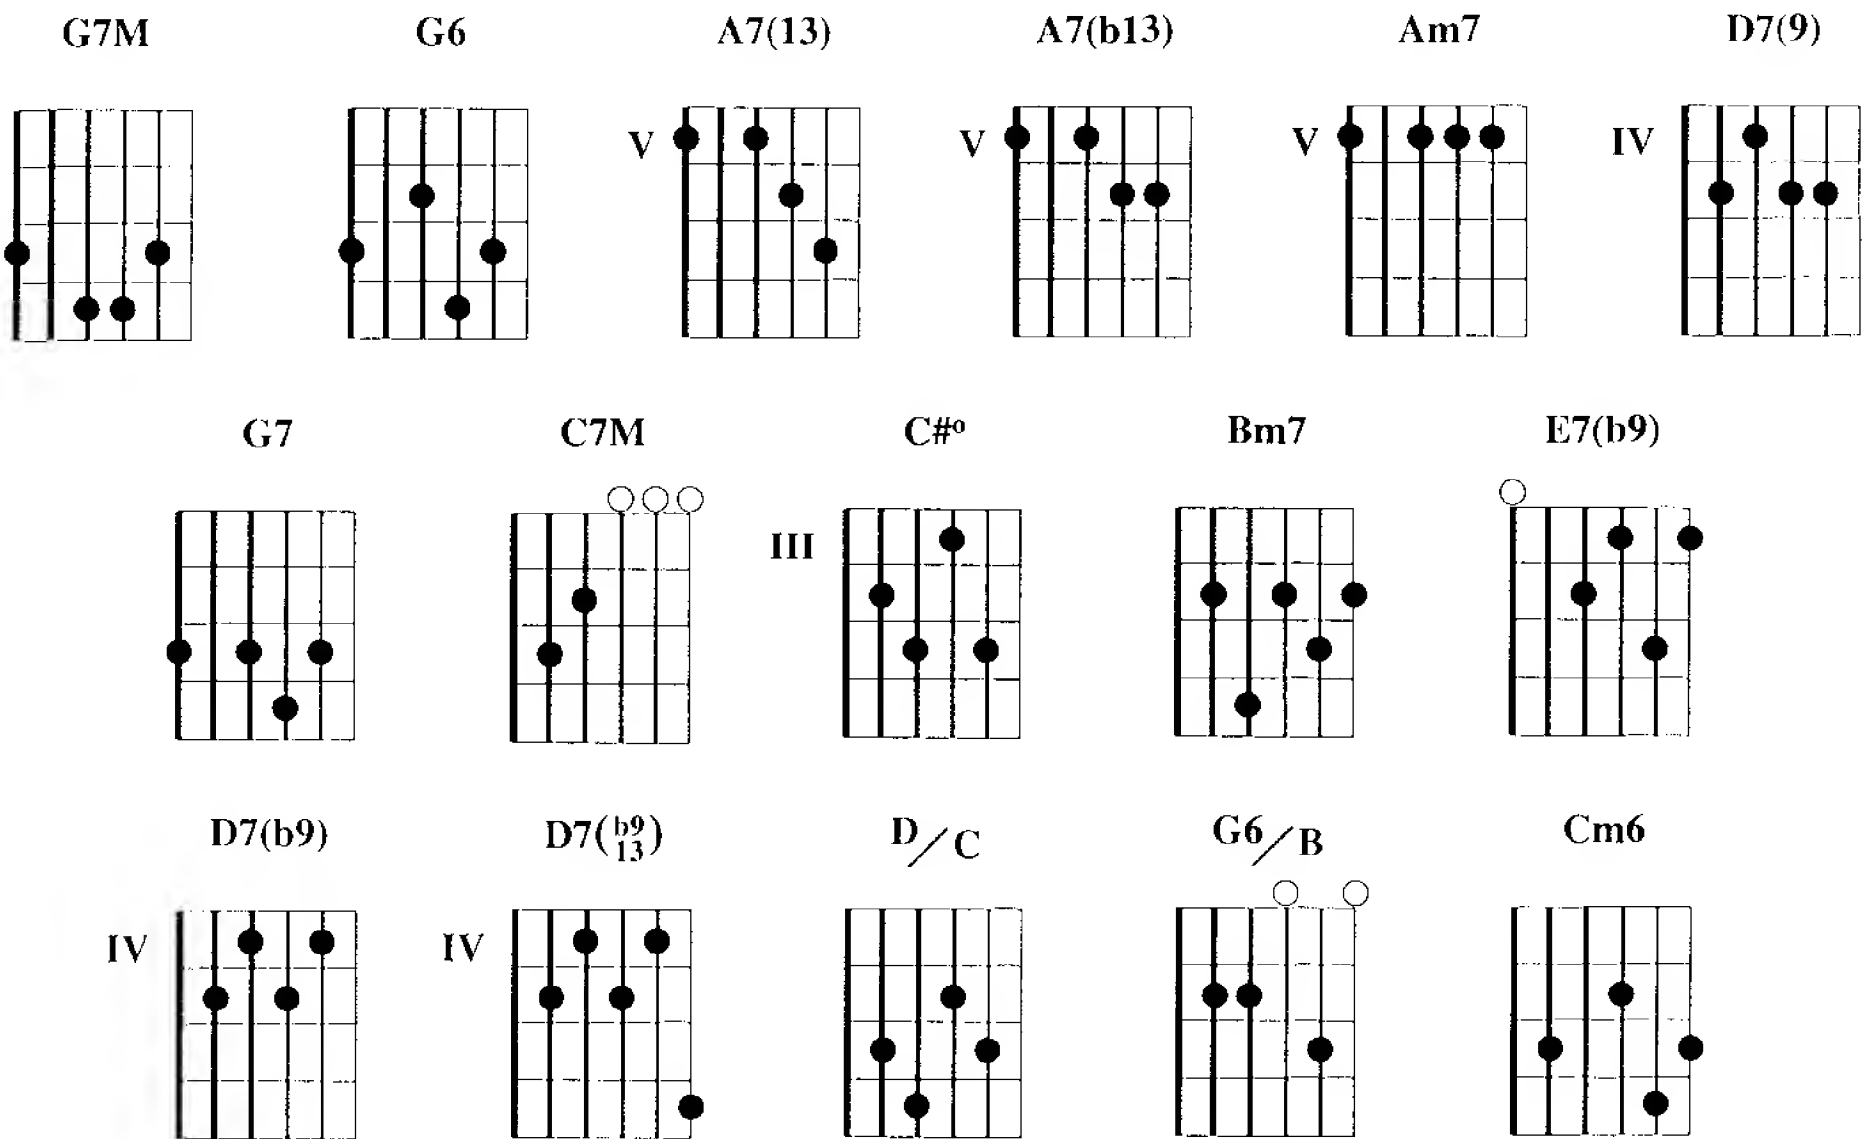 G7M G6 A7(13) A7(b13) Am7 D7(9)
V V V IV
G7 C7M C#º Bm7 E7(b9)
III
D7(b9) D7(b9 13) D/C G6/B Cm6
IV IV